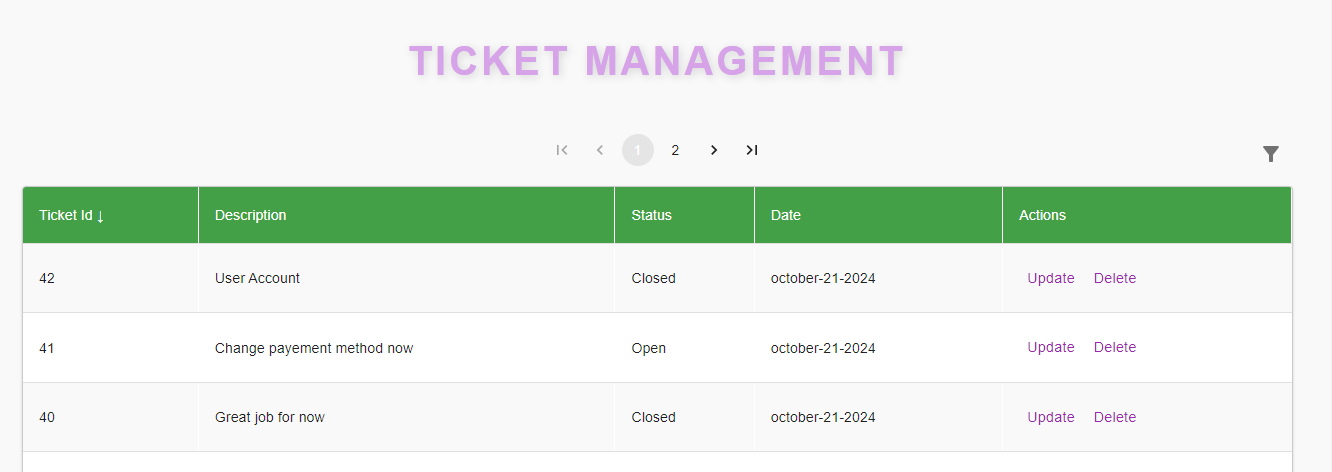 TICKET MANAGEMENT
1 2
Ticket Id ↓ Description Status Date Actions
42 User Account Closed october-21-2024 Update Delete
41 Change payement method now Open october-21-2024 Update Delete
40 Great job for now Closed october-21-2024 Update Delete